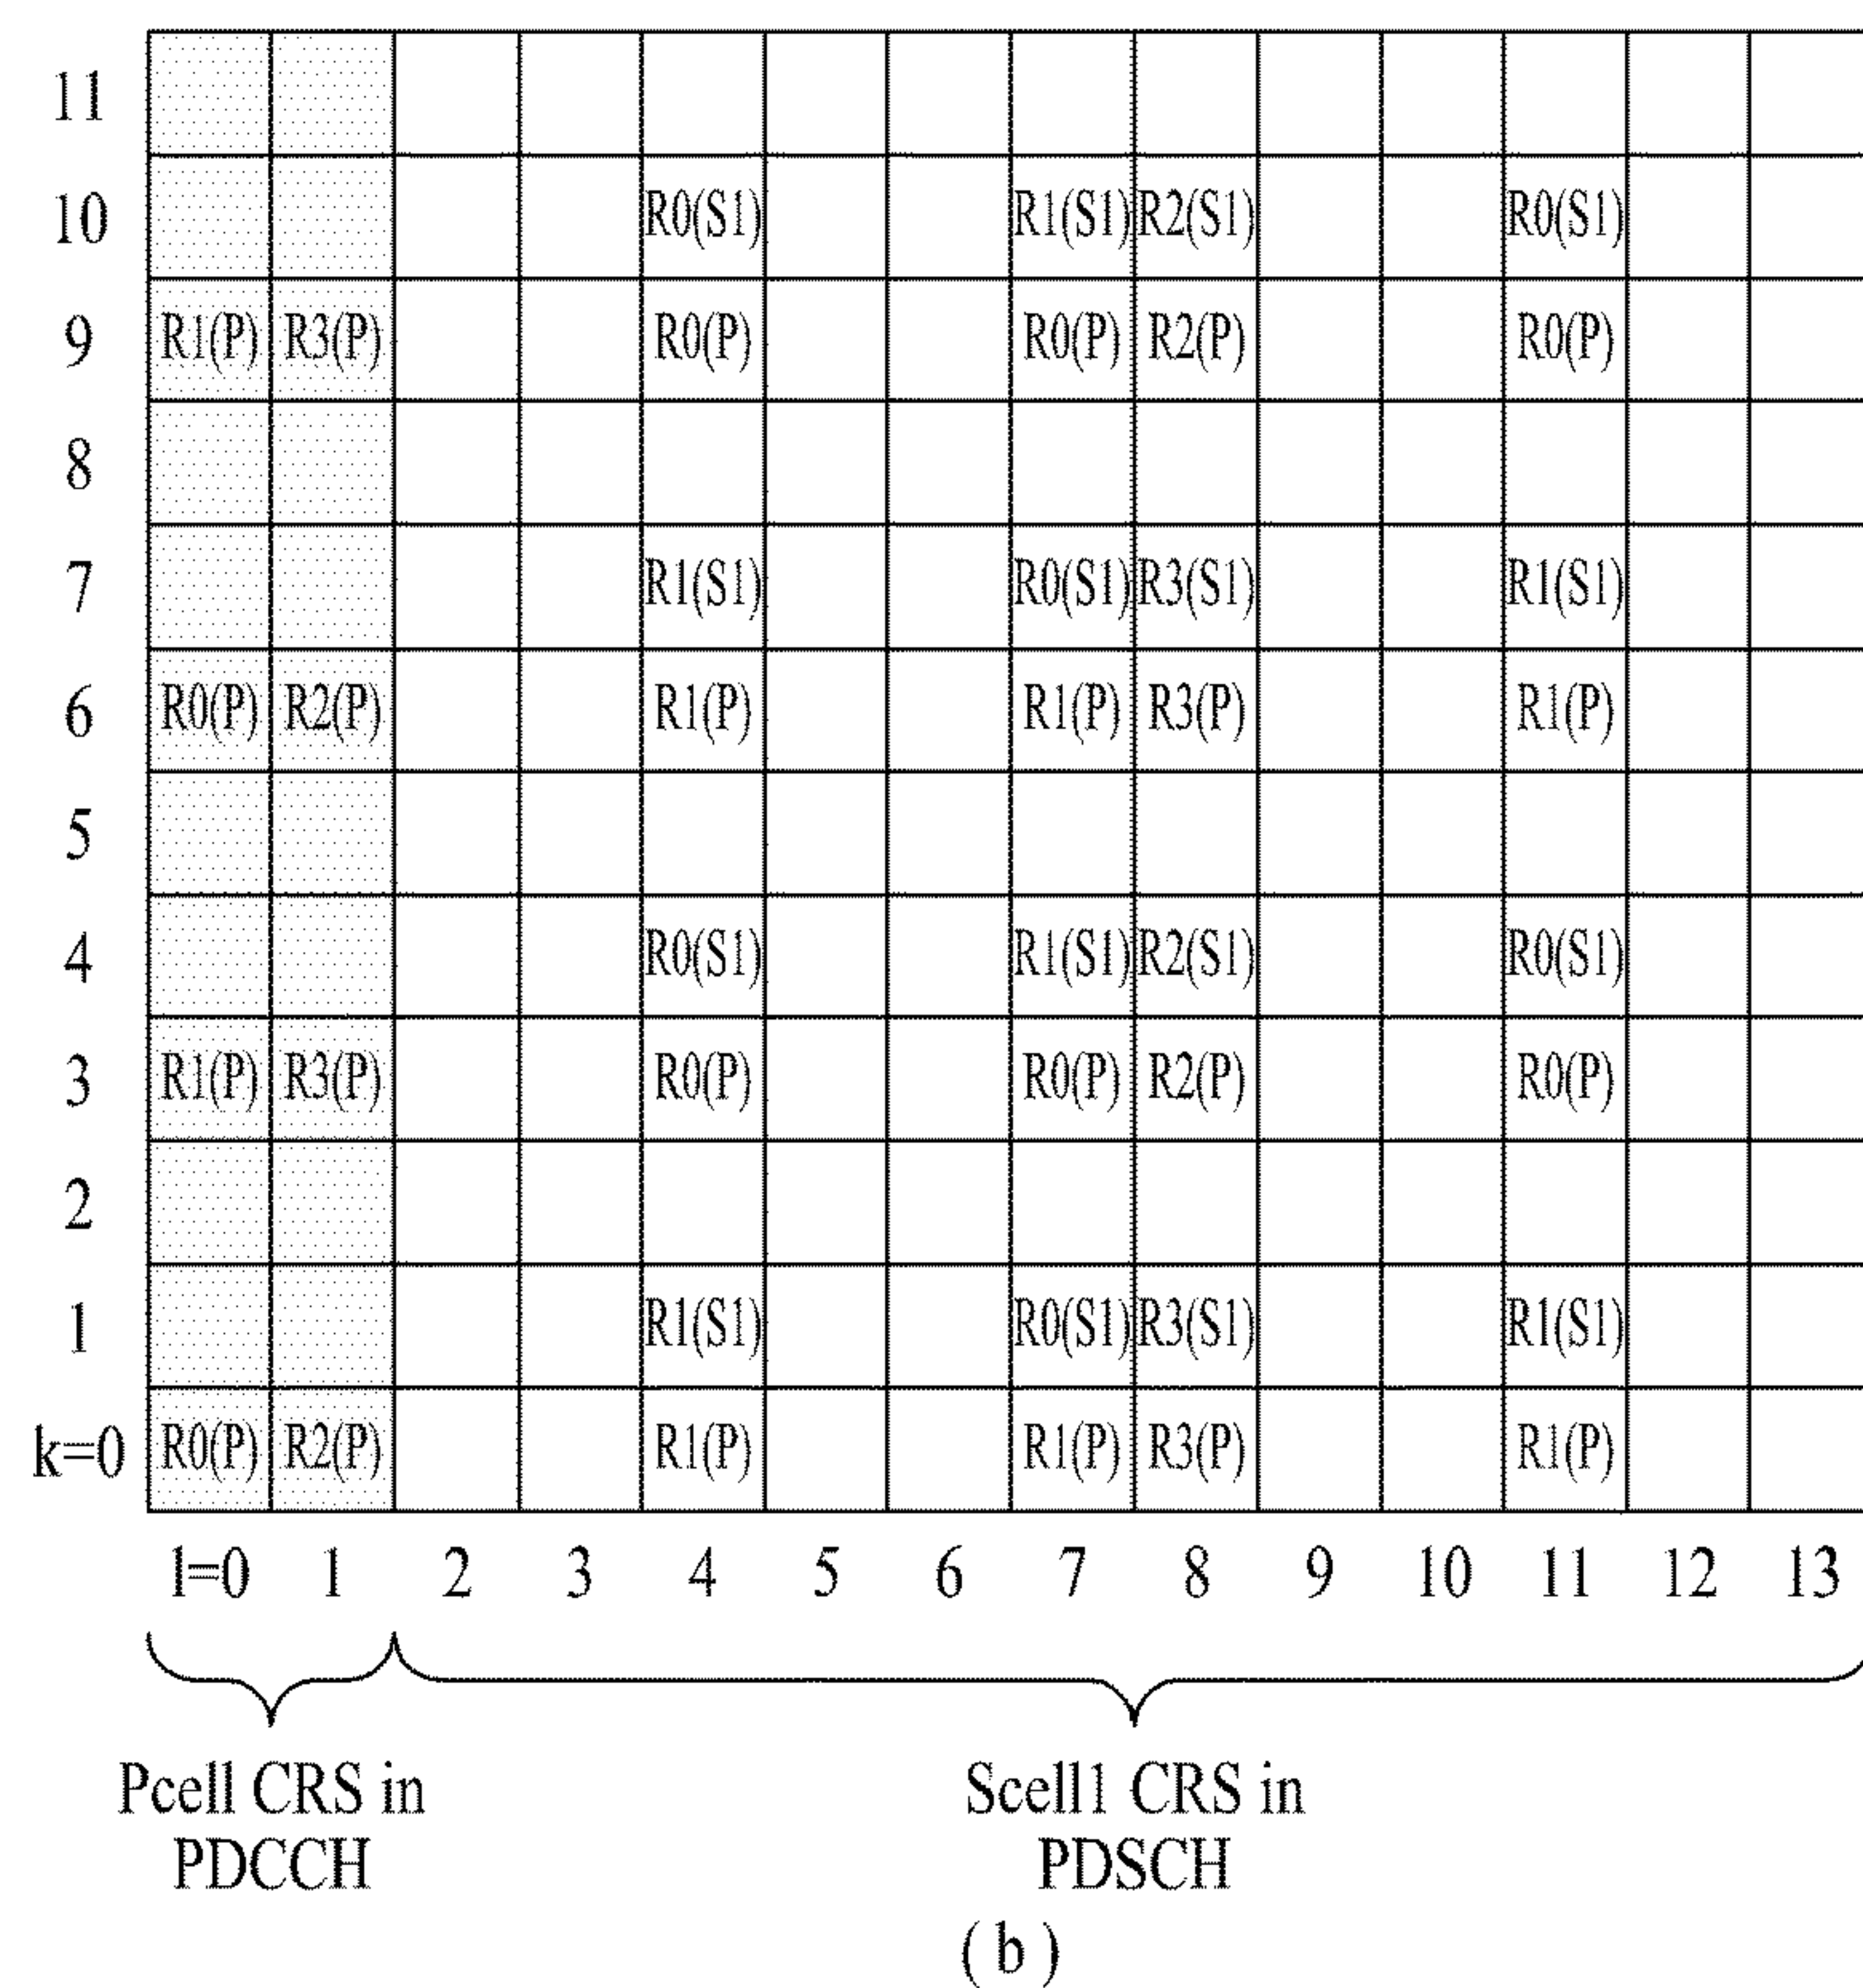 11
10 R0(S1) R1(S1) R2(S1) R0(S1)
9 R1(P) R3(P) R0(P) R0(P) R2(P) R0(P)
8
7 R1(S1) R0(S1) R3(S1) R1(S1)
6 R0(P) R2(P) R1(P) R1(P) R3(P) R1(P)
5
4 R0(S1) R1(S1) R2(S1) R0(S1)
3 R1(P) R3(P) R0(P) R0(P) R2(P) R0(P)
2
1 R1(S1) R0(S1) R3(S1) R1(S1)
k=0 R0(P) R2(P) R1(P) R1(P) R3(P) R1(P)
l=0 1 2 3 4 5 6 7 8 9 10 11 12 13
Pcell CRS in
PDCCH
Scell1 CRS in
PDSCH
( b )